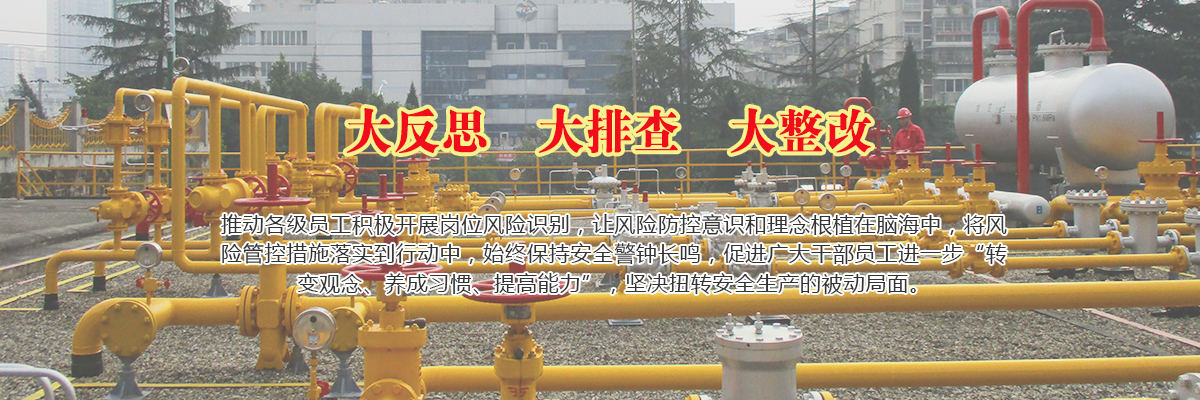 大反思 大排查 大整改
推动各级员工积极开展岗位风险识别，让风险防控意识和理念根植在脑海中，将风
险管控措施落实到行动中，始终保持安全警钟长鸣，促进广大干部员工进一步“转
变观念、养成习惯、提高能力”，坚决扭转安全生产的被动局面。